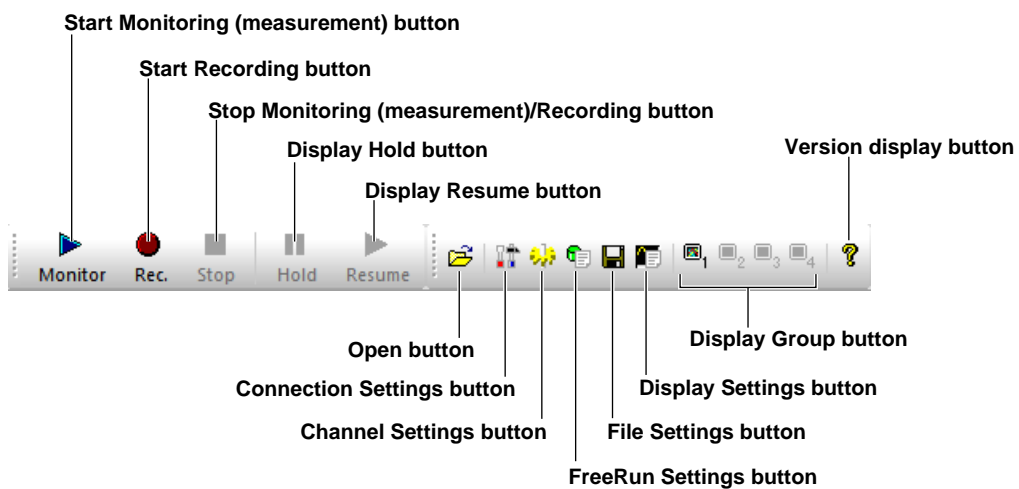 Start Monitoring (measurement) button
Start Recording button
Stop Monitoring (measurement)/Recording button
Display Hold button
Version display button
Display Resume button
Monitor Rec. Stop Hold Resume 1 2 3 4 ?
Open button
Display Group button
Connection Settings button
Display Settings button
Channel Settings button
File Settings button
FreeRun Settings button